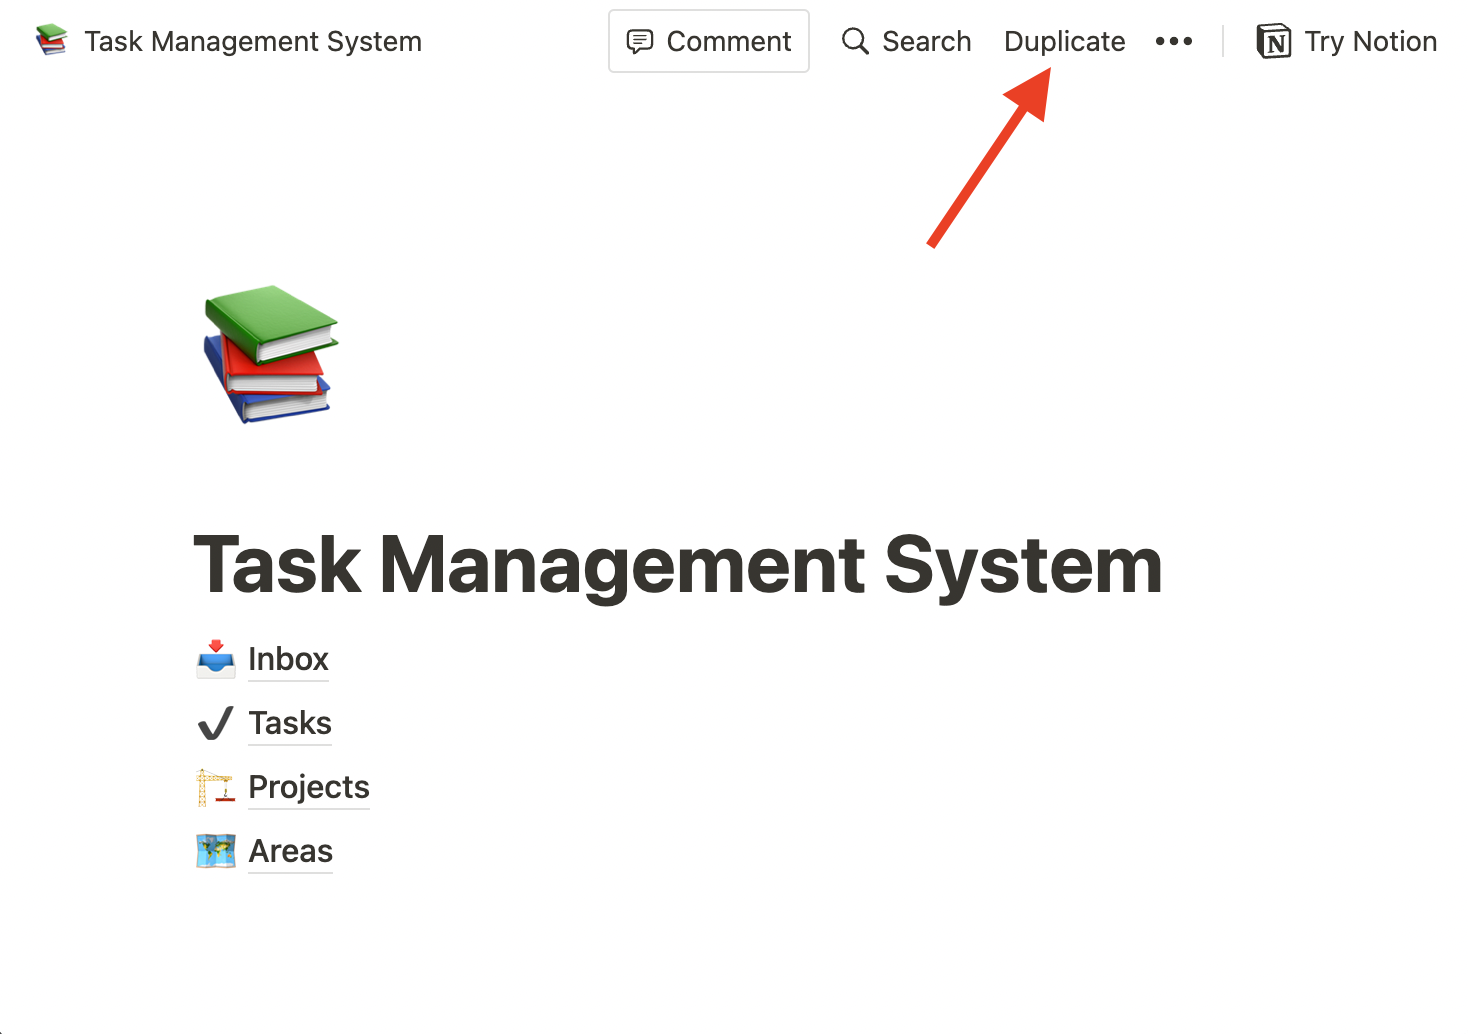 Task Management System Comment Search Duplicate ••• Try Notion
Task Management System
Inbox
Tasks
Projects
Areas